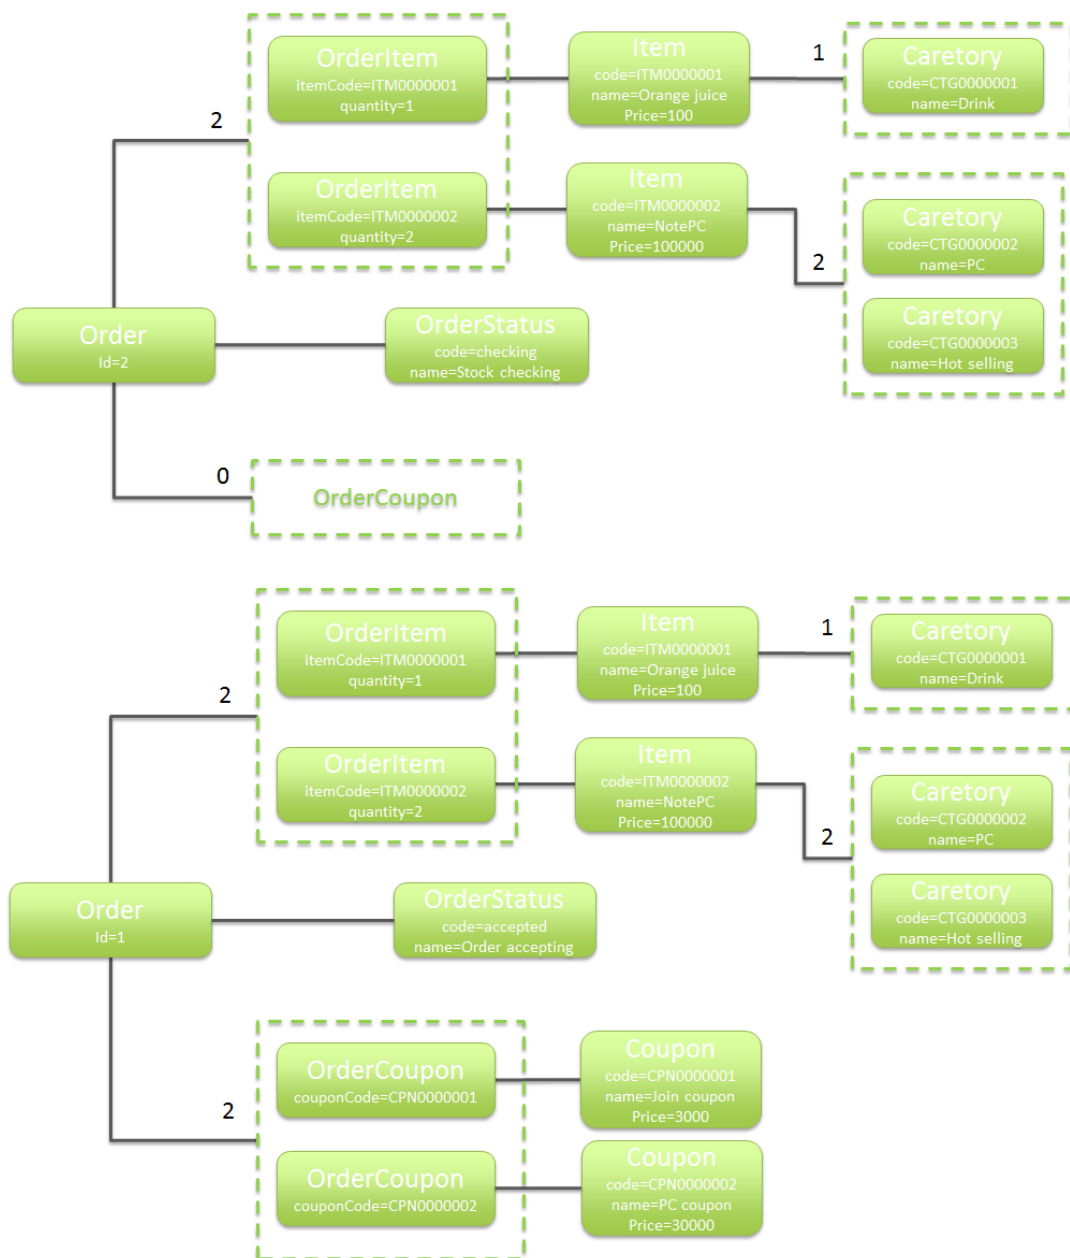 OrderItem
itemCode=ITM0000001
quantity=1
Item
code=ITM0000001
name=Orange juice
Price=100
1
Caretory
code=CTG0000001
name=Drink
2
OrderItem
itemCode=ITM0000002
quantity=2
Item
code=ITM0000002
name=NotePC
Price=100000
2
Caretory
code=CTG0000002
name=PC
Caretory
code=CTG0000003
name=Hot selling
Order
Id=2
OrderStatus
code=checking
name=Stock checking
0
OrderCoupon
OrderItem
itemCode=ITM0000001
quantity=1
Item
code=ITM0000001
name=Orange juice
Price=100
1
Caretory
code=CTG0000001
name=Drink
2
OrderItem
itemCode=ITM0000002
quantity=2
Item
code=ITM0000002
name=NotePC
Price=100000
2
Caretory
code=CTG0000002
name=PC
Caretory
code=CTG0000003
name=Hot selling
Order
Id=1
OrderStatus
code=accepted
name=Order accepting
2
OrderCoupon
couponCode=CPN0000001
Coupon
code=CPN0000001
name=Join coupon
Price=3000
OrderCoupon
couponCode=CPN0000002
Coupon
code=CPN0000002
name=PC coupon
Price=30000